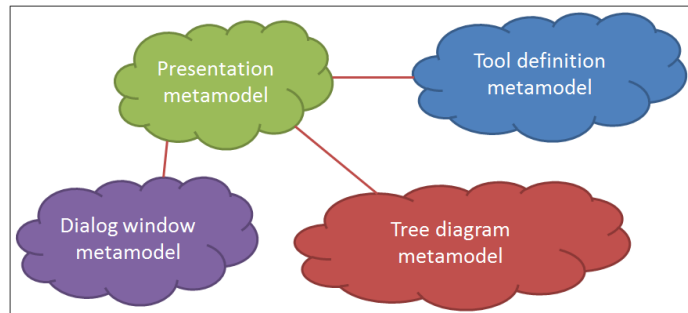 Presentation
metamodel
Tool definition
metamodel
Dialog window
metamodel
Tree diagram
metamodel